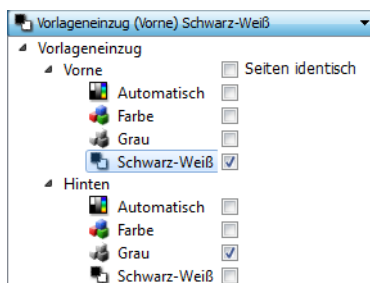 Vorlageneinzug (Vorne) Schwarz-Weiß
Vorlageneinzug
Vorne Seiten identisch
Automatisch
Farbe
Grau
Schwarz-Weiß
Hinten
Automatisch
Farbe
Grau
Schwarz-Weiß